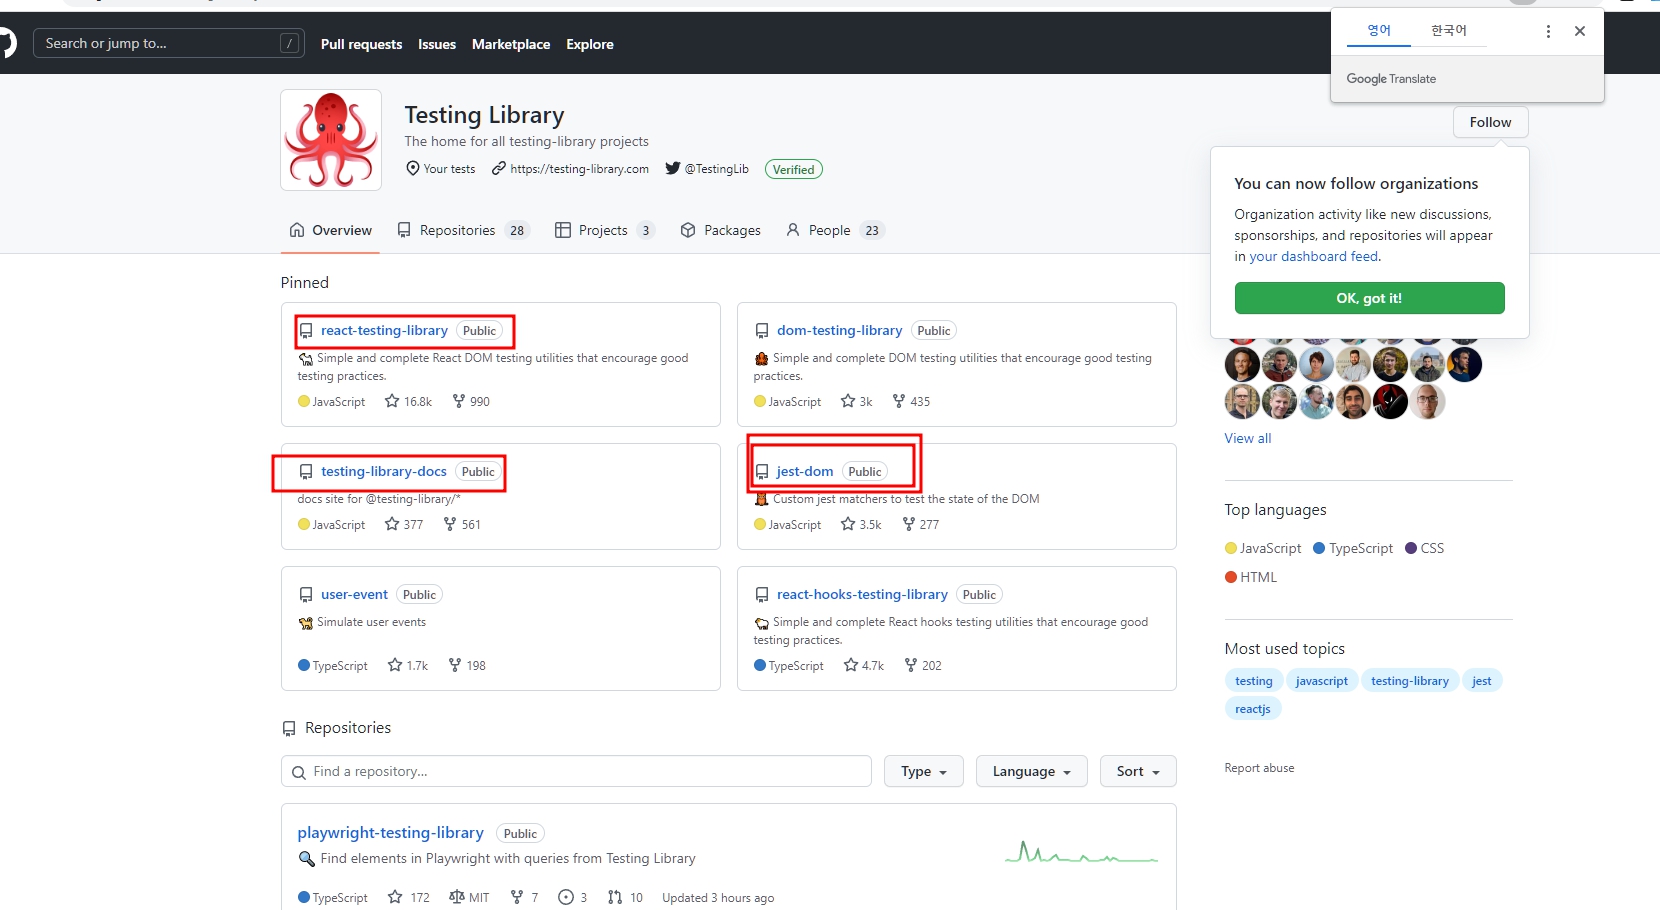 Search or jump to...
/
Pull requests
Issues
Marketplace
Explore
영어
한국어
Google Translate
Testing Library
The home for all testing-library projects
Your tests
https://testing-library.com
@TestingLib
Verified
Follow
You can now follow organizations
Organization activity like new discussions,
sponsorships, and repositories will appear
in your dashboard feed.
OK, got it!
Overview
Repositories 28
Projects 3
Packages
People 23
Pinned
react-testing-library Public
Simple and complete React DOM testing utilities that encourage good
testing practices.
JavaScript 16.8k 990
dom-testing-library Public
Simple and complete DOM testing utilities that encourage good testing
practices.
JavaScript 3k 435
testing-library-docs Public
docs site for @testing-library/*
JavaScript 377 561
jest-dom Public
Custom jest matchers to test the state of the DOM
JavaScript 3.5k 277
user-event Public
Simulate user events
TypeScript 1.7k 198
react-hooks-testing-library Public
Simple and complete React hooks testing utilities that encourage good
testing practices.
TypeScript 4.7k 202
View all
Top languages
JavaScript TypeScript CSS
HTML
Most used topics
testing javascript testing-library jest
reactjs
Report abuse
Repositories
Find a repository...
Type
Language
Sort
playwright-testing-library Public
Find elements in Playwright with queries from Testing Library
TypeScript 172 MIT 7 3 10 Updated 3 hours ago